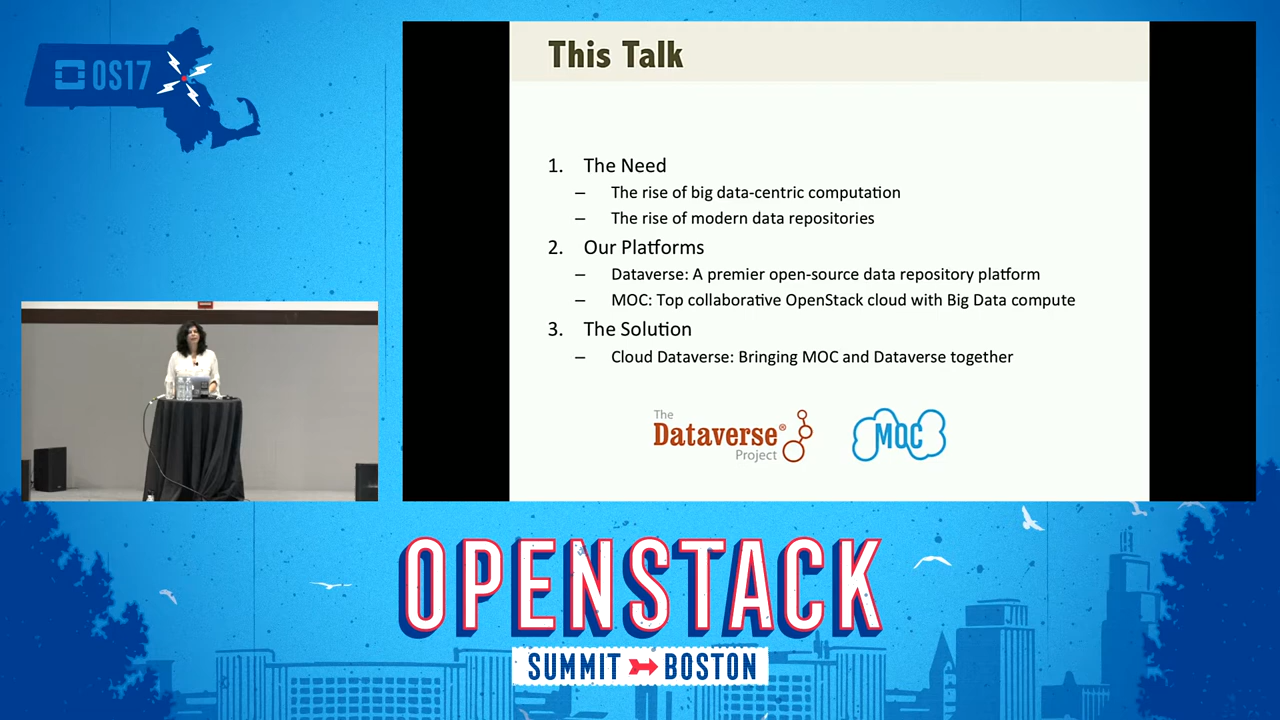 OS17
This Talk
1. The Need
– The rise of big data-centric computation
– The rise of modern data repositories
2. Our Platforms
– Dataverse: A premier open-source data repository platform
– MOC: Top collaborative OpenStack cloud with Big Data compute
3. The Solution
– Cloud Dataverse: Bringing MOC and Dataverse together
The
Dataverse®
Project
MOC
OPENSTACK
SUMMIT BOSTON